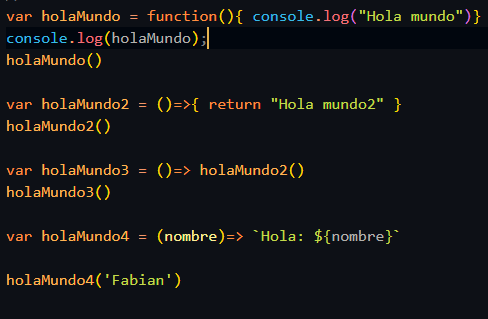 var holaMundo = function(){ console.log("Hola mundo")}
console.log(holaMundo);
holaMundo()
var holaMundo2 = ()=>{ return "Hola mundo2" }
holaMundo2()
var holaMundo3 = ()=> holaMundo2()
holaMundo3()
var holaMundo4 = (nombre)=> `Hola: ${nombre}`
holaMundo4('Fabian')